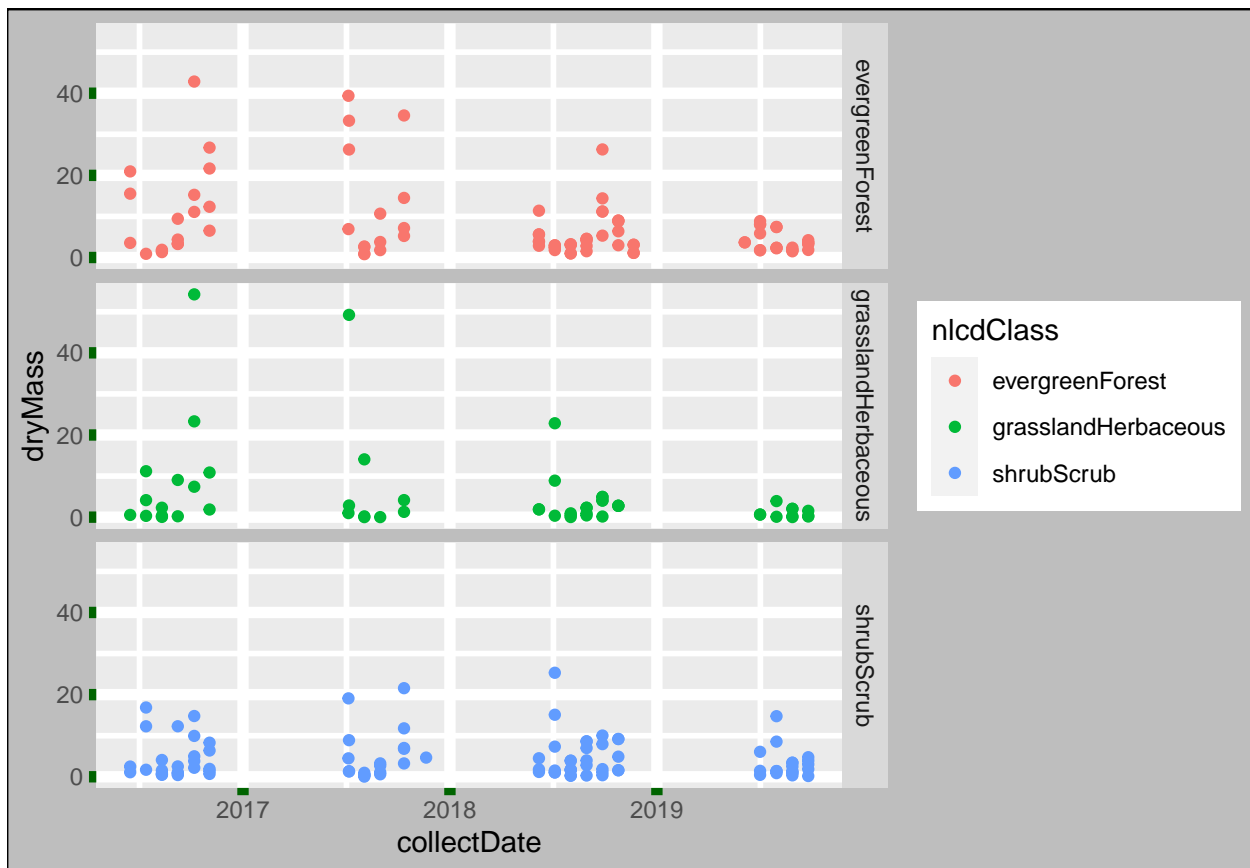 evergreenForest
40
20
0
grasslandHerbaceous
40
20
0
shrubScrub
40
20
0
dryMass
2017
2018
2019
collectDate
nlcdClass
evergreenForest
grasslandHerbaceous
shrubScrub